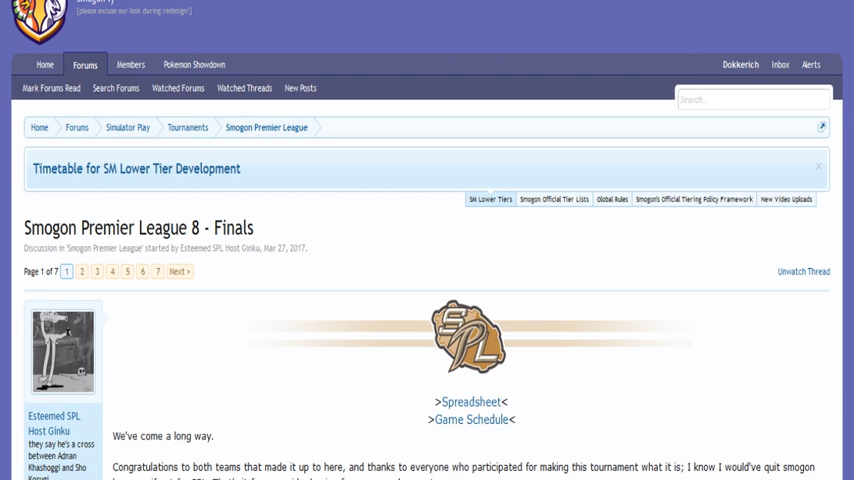 [please excuse our look during redesign!]
Home Forums Members Pokemon Showdown Dokkerich Inbox Alerts
Mark Forums Read Search Forums Watched Forums Watched Threads New Posts
Search...
Home Forums Simulator Play Tournaments Smogon Premier League
Timetable for SM Lower Tier Development
SM Lower Tiers Smogon Official Tier Lists Global Rules Smogon's Official Tiering Policy Framework New Video Uploads
Smogon Premier League 8 - Finals
Discussion in 'Smogon Premier League' started by Esteemed SPL Host Ginku, Mar 27, 2017.
Page 1 of 7 1 2 3 4 5 6 7 Next > Unwatch Thread
SPL
>Spreadsheet<
>Game Schedule<
Esteemed SPL
Host Ginku
they say he's a cross
between Adnan
Khashoggi and Sho
We've come a long way.
Congratulations to both teams that made it up to here, and thanks to everyone who participated for making this tournament what it is; I know I would've quit smogon